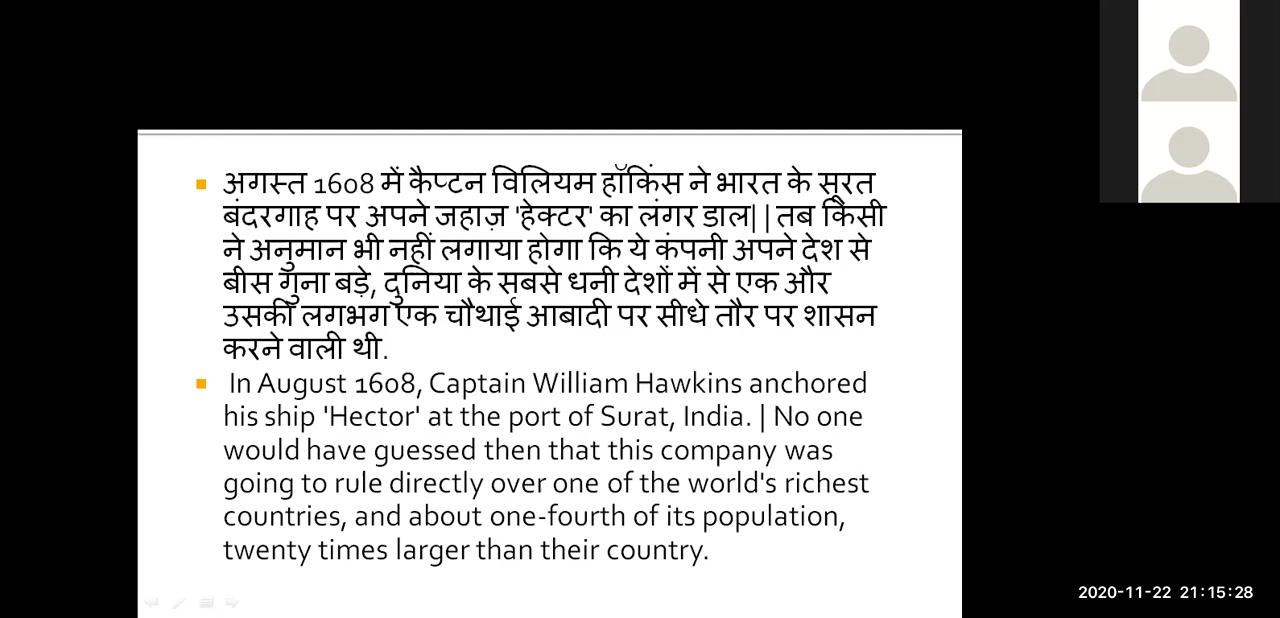 अगस्त 1608 में कैप्टन विलियम हॉकिंस ने भारत के सूरत
बंदरगाह पर अपने जहाज़ 'हेक्टर' का लंगर डाल| | तब किसी
ने अनुमान भी नहीं लगाया होगा कि ये कंपनी अपने देश से
बीस गुना बड़े, दुनिया के सबसे धनी देशों में से एक और
उसकी लगभग एक चौथाई आबादी पर सीधे तौर पर शासन
करने वाली थी.
In August 1608, Captain William Hawkins anchored
his ship 'Hector' at the port of Surat, India. | No one
would have guessed then that this company was
going to rule directly over one of the world's richest
countries, and about one-fourth of its population,
twenty times larger than their country.
2020-11-22 21:15:28